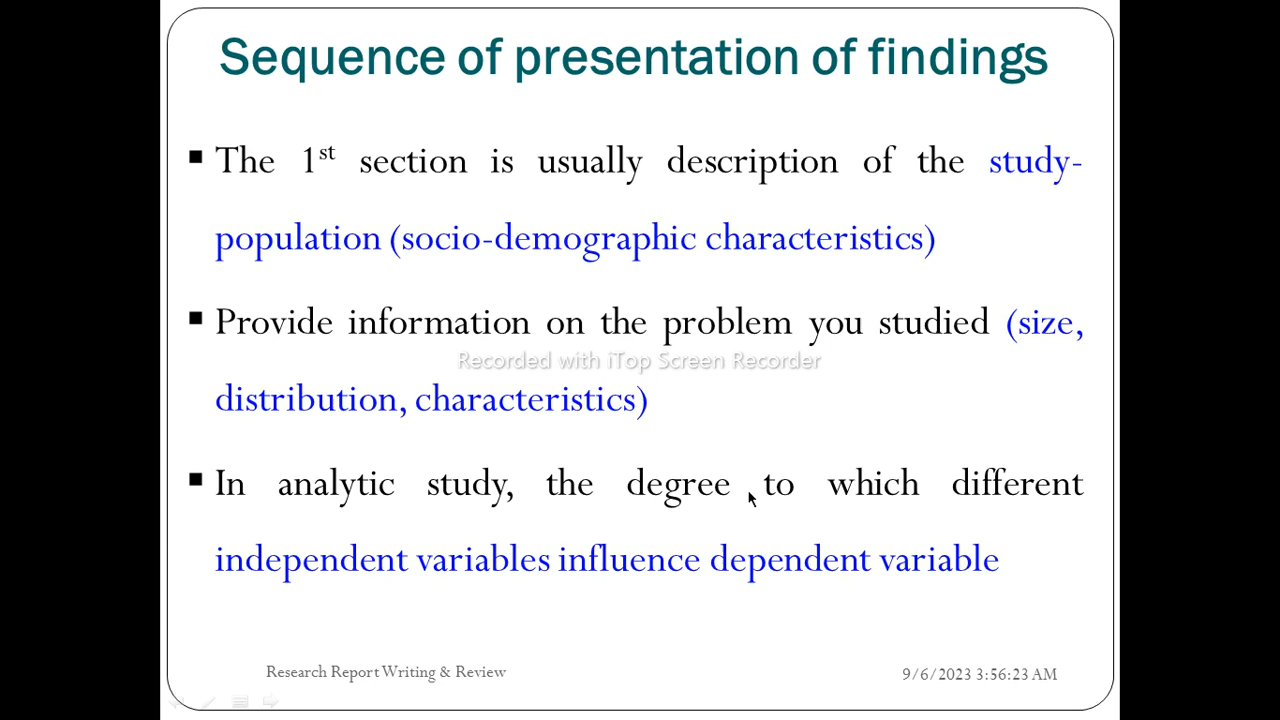 Sequence of presentation of findings
▪ The 1st section is usually description of the study-
population (socio-demographic characteristics)
▪ Provide information on the problem you studied (size,
Recorded with iTop Screen Recorder
distribution, characteristics)
▪ In analytic study, the degree to which different
independent variables influence dependent variable
Research Report Writing & Review
9/6/2023 3:56:23 AM